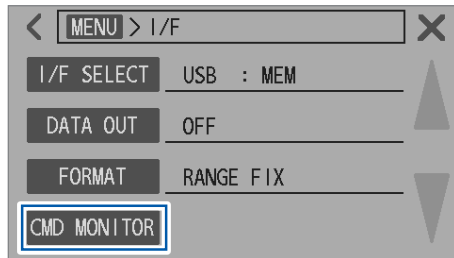 MENU > I/F
I/F SELECT USB : MEM
DATA OUT OFF
FORMAT RANGE FIX
CMD MONITOR